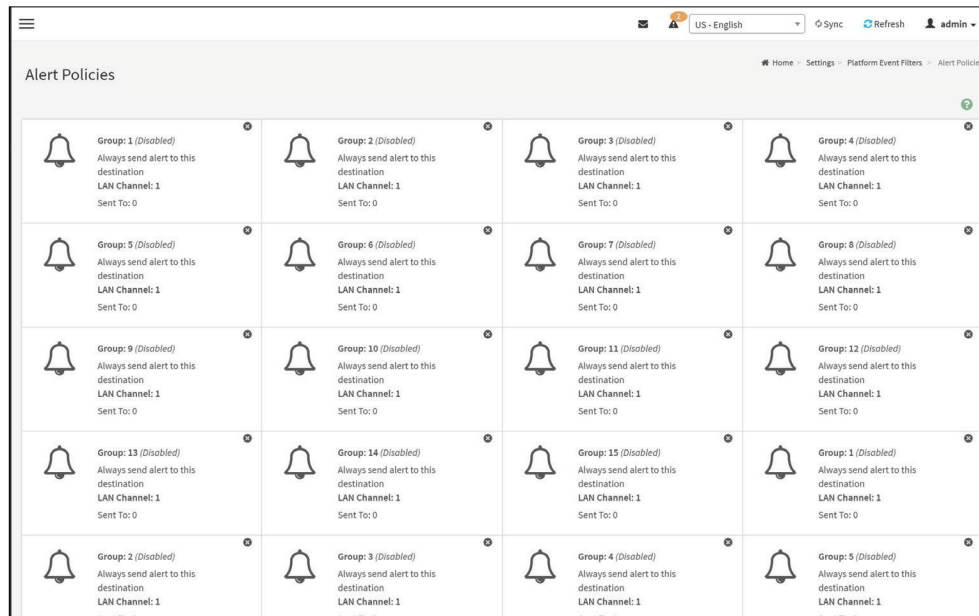 2
US - English
Sync
Refresh
admin
Alert Policies
Home > Settings > Platform Event Filters > Alert Policie
Group: 1 (Disabled)
Always send alert to this
destination
LAN Channel: 1
Sent To: 0
Group: 2 (Disabled)
Always send alert to this
destination
LAN Channel: 1
Sent To: 0
Group: 3 (Disabled)
Always send alert to this
destination
LAN Channel: 1
Sent To: 0
Group: 4 (Disabled)
Always send alert to this
destination
LAN Channel: 1
Sent To: 0
Group: 5 (Disabled)
Always send alert to this
destination
LAN Channel: 1
Sent To: 0
Group: 6 (Disabled)
Always send alert to this
destination
LAN Channel: 1
Sent To: 0
Group: 7 (Disabled)
Always send alert to this
destination
LAN Channel: 1
Sent To: 0
Group: 8 (Disabled)
Always send alert to this
destination
LAN Channel: 1
Sent To: 0
Group: 9 (Disabled)
Always send alert to this
destination
LAN Channel: 1
Sent To: 0
Group: 10 (Disabled)
Always send alert to this
destination
LAN Channel: 1
Sent To: 0
Group: 11 (Disabled)
Always send alert to this
destination
LAN Channel: 1
Sent To: 0
Group: 12 (Disabled)
Always send alert to this
destination
LAN Channel: 1
Sent To: 0
Group: 13 (Disabled)
Always send alert to this
destination
LAN Channel: 1
Sent To: 0
Group: 14 (Disabled)
Always send alert to this
destination
LAN Channel: 1
Sent To: 0
Group: 15 (Disabled)
Always send alert to this
destination
LAN Channel: 1
Sent To: 0
Group: 1 (Disabled)
Always send alert to this
destination
LAN Channel: 1
Sent To: 0
Group: 2 (Disabled)
Always send alert to this
destination
LAN Channel: 1
Group: 3 (Disabled)
Always send alert to this
destination
LAN Channel: 1
Group: 4 (Disabled)
Always send alert to this
destination
LAN Channel: 1
Group: 5 (Disabled)
Always send alert to this
destination
LAN Channel: 1